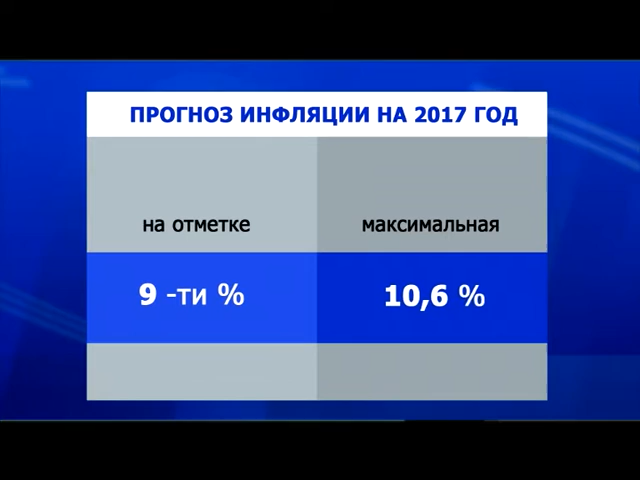 ПРОГНОЗ ИНФЛЯЦИИ НА 2017 ГОД
на отметке
максимальная
9 -ти %
10,6 %